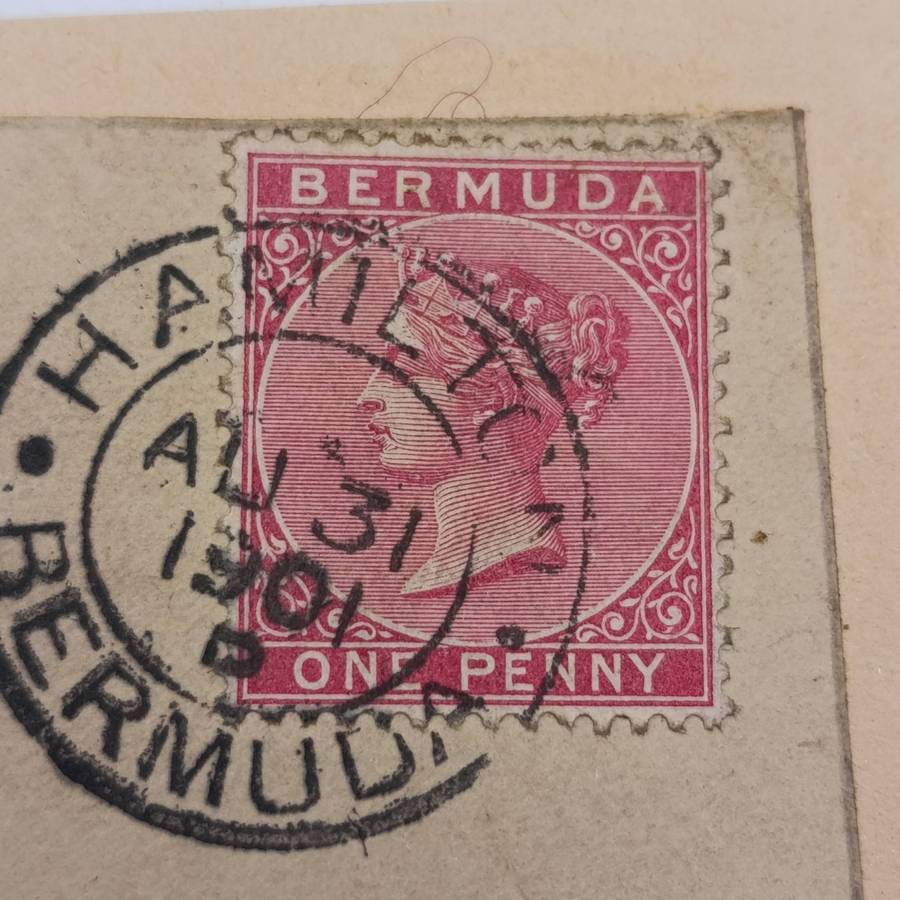 BERMUDA
HAMILTON
AU 31
1901
B
BERMUDA
ONE PENNY